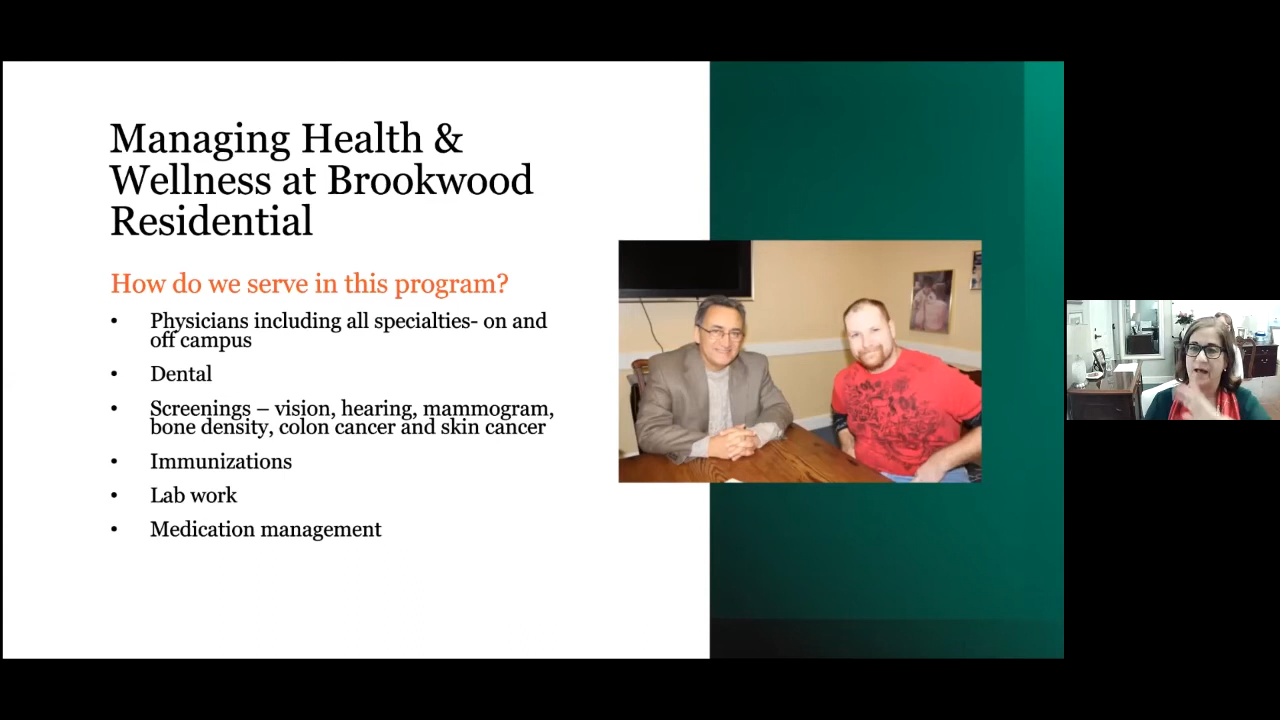 Managing Health &
Wellness at Brookwood
Residential
How do we serve in this program?
• Physicians including all specialties- on and
off campus
• Dental
• Screenings – vision, hearing, mammogram,
bone density, colon cancer and skin cancer
• Immunizations
• Lab work
• Medication management